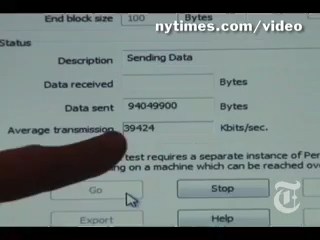 nytimes.com/video
End block size 100 Bytes
Status
Description Sending Data
Data received Bytes
Data sent 94049900 Bytes
Average transmission 39424 Kbits/sec.
test requires a separate instance of
ng on a machine which can be reached
Go Stop
Export Help
T